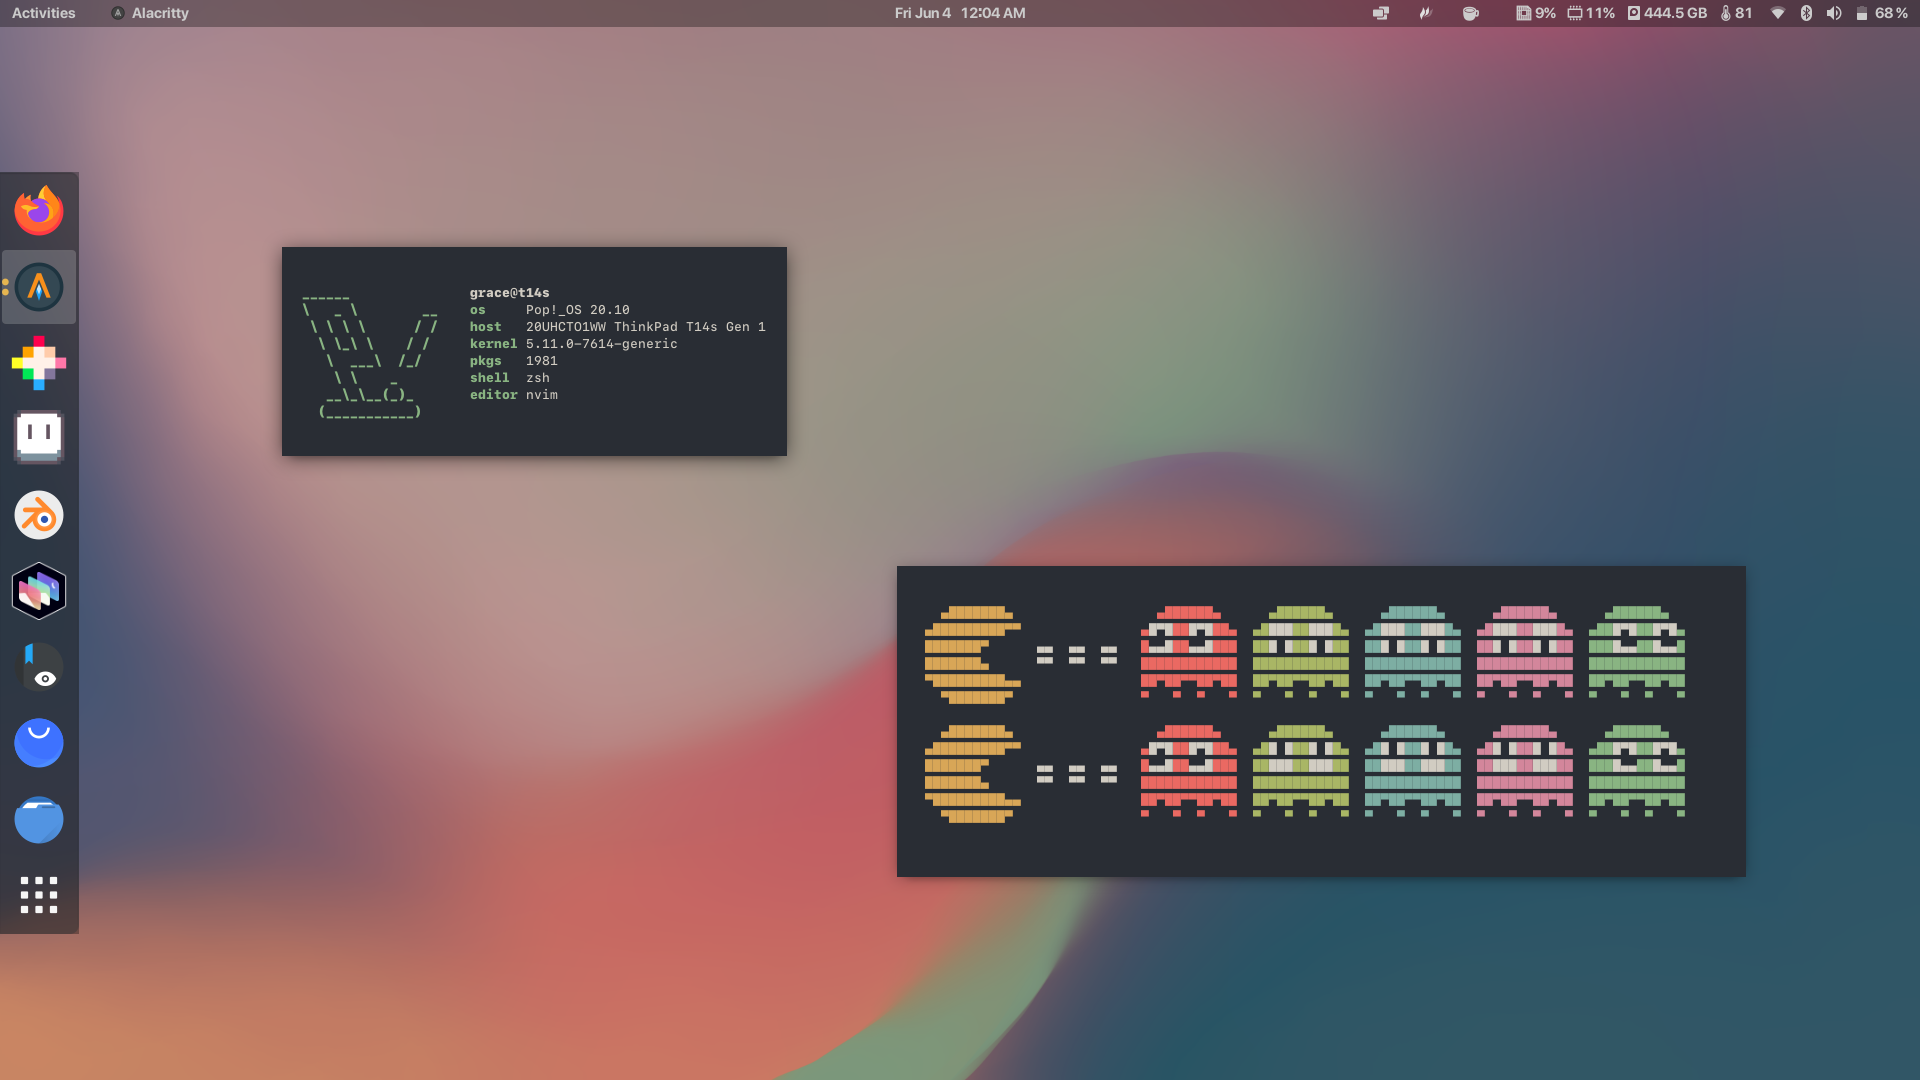 Activities Alacritty Fri Jun 4 12:04 AM 9% 11% 444.5 GB 81 68 %
grace@t14s
os Pop!_OS 20.10
host 20UHCTO1WW ThinkPad T14s Gen 1
kernel 5.11.0-7614-generic
pkgs 1981
shell zsh
editor nvim